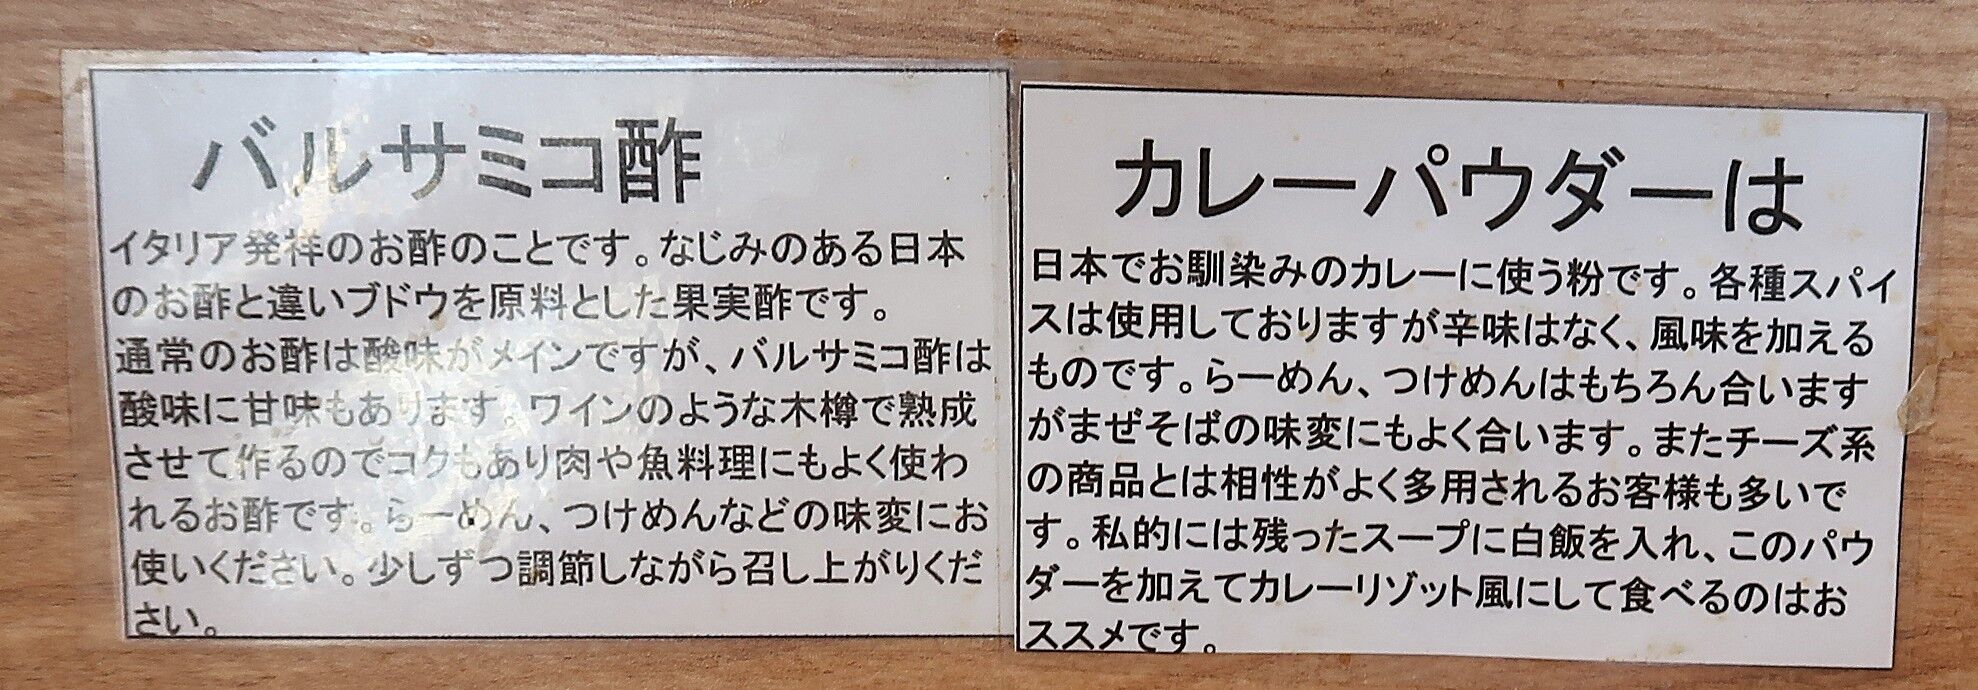 バルサミコ酢
イタリア発祥のお酢のことです。なじみのある日本
のお酢と違いブドウを原料とした果実酢です。
通常のお酢は酸味がメインですが、バルサミコ酢は
酸味に甘味もあります。ワインのような木樽で熟成
させて作るのでコクもあり肉や魚料理にもよく使わ
れるお酢です。らーめん、つけめんなどの味変にお
使いください。少しずつ調節しながら召し上がりくだ
さい。
カレーパウダーは
日本でお馴染みのカレーに使う粉です。各種スパイ
スは使用しておりますが辛味はなく、風味を加える
ものです。らーめん、つけめんはもちろん合います
がまぜそばの味変にもよく合います。またチーズ系
の商品とは相性がよく多用されるお客様も多いで
す。私的には残ったスープに白飯を入れ、このパウ
ダーを加えてカレーリゾット風にして食べるのはお
ススメです。